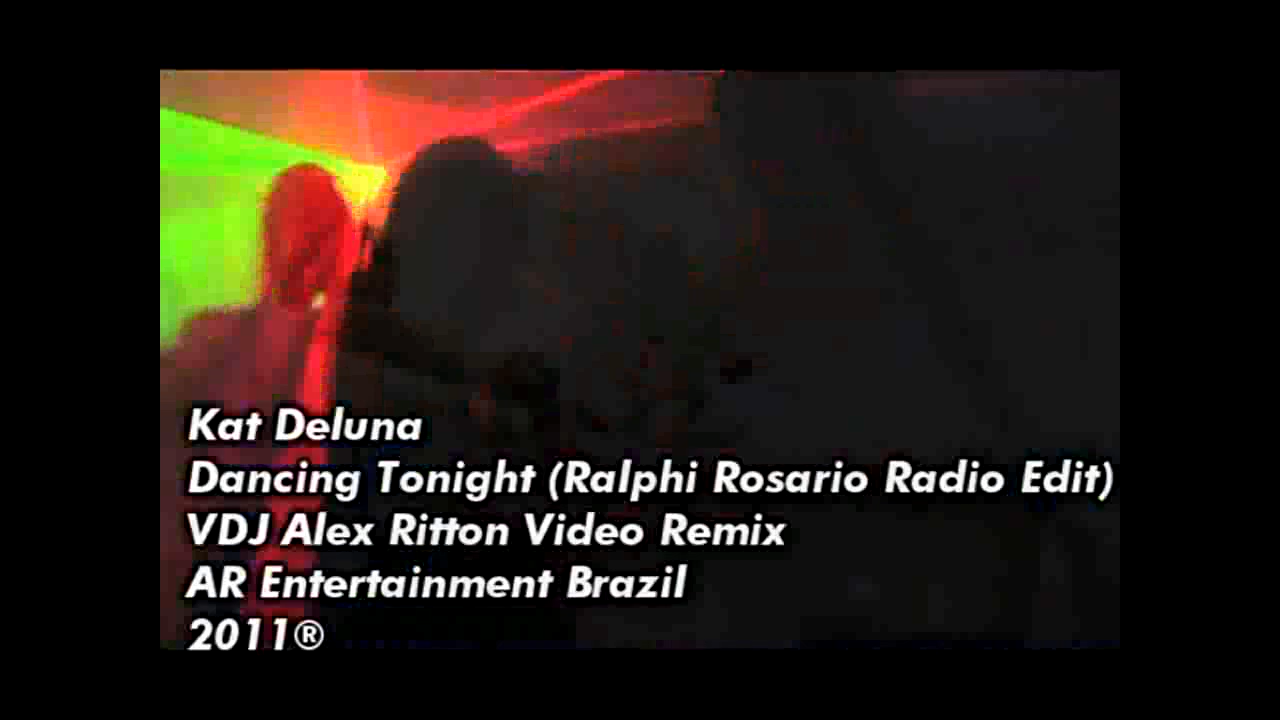 Kat Deluna
Dancing Tonight (Ralphi Rosario Radio Edit)
VDJ Alex Ritton Video Remix
AR Entertainment Brazil
2011®